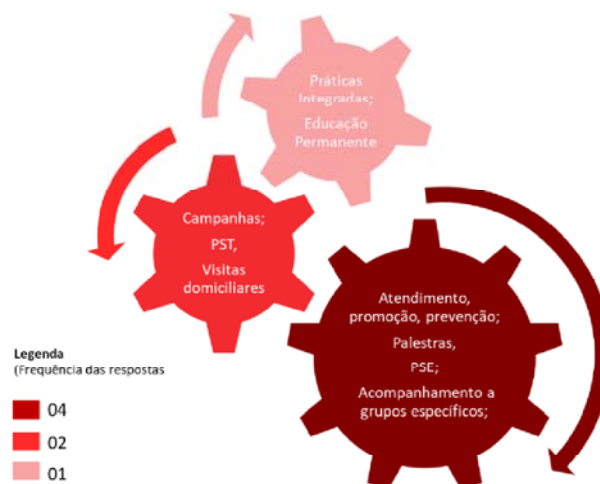 Práticas
Integradas;
Educação
Permanente
Campanhas;
PST,
Visitas
domiciliares
Atendimento,
promoção, prevenção;
Palestras,
PSE;
Acompanhamento a
grupos específicos;
Legenda
(Frequência das respostas
04
02
01